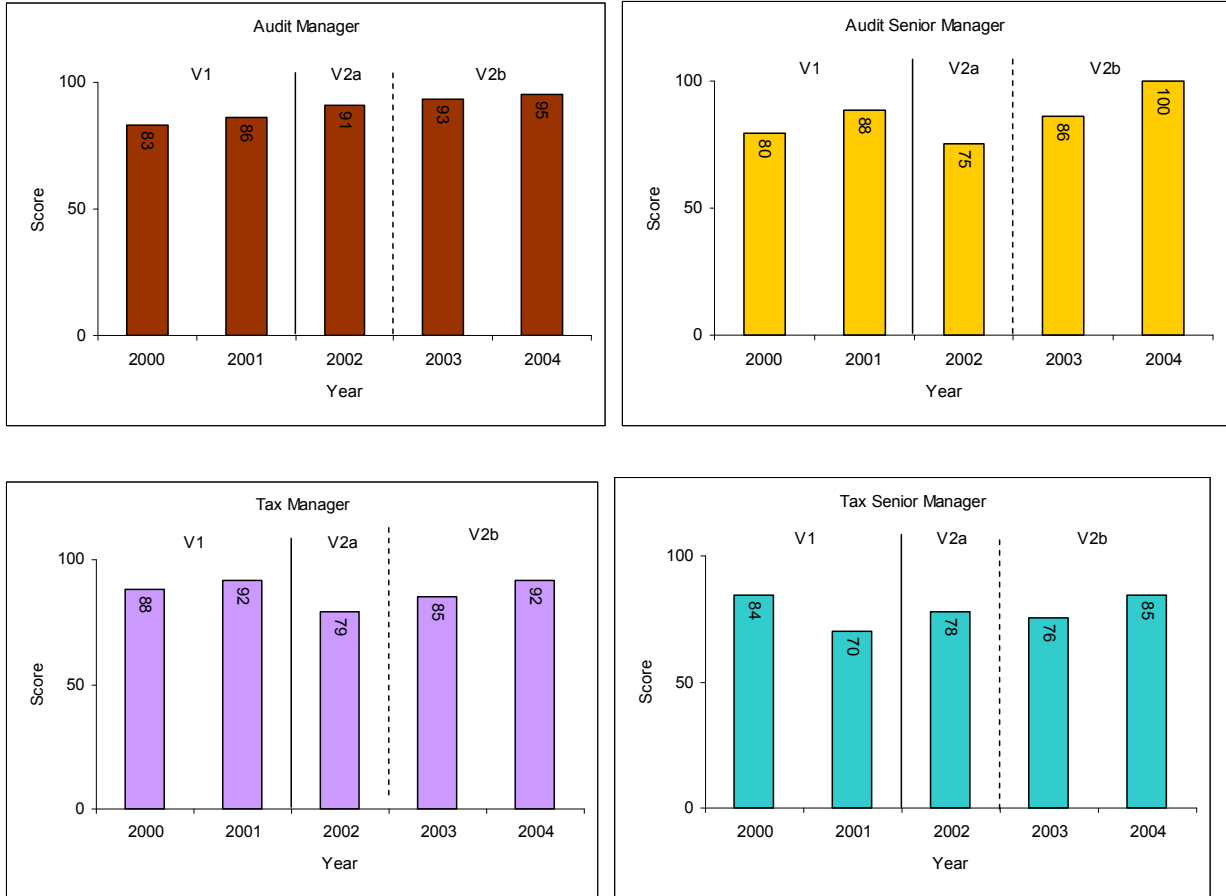 Audit Manager
V1 V2a V2b
100
50
0
Score
83 86 91 93 95
2000 2001 2002 2003 2004
Year
Audit Senior Manager
V1 V2a V2b
100
50
0
Score
80 88 75 86 100
2000 2001 2002 2003 2004
Year
Tax Manager
V1 V2a V2b
100
50
0
Score
88 92 79 85 92
2000 2001 2002 2003 2004
Year
Tax Senior Manager
V1 V2a V2b
100
50
0
Score
84 70 78 76 85
2000 2001 2002 2003 2004
Year